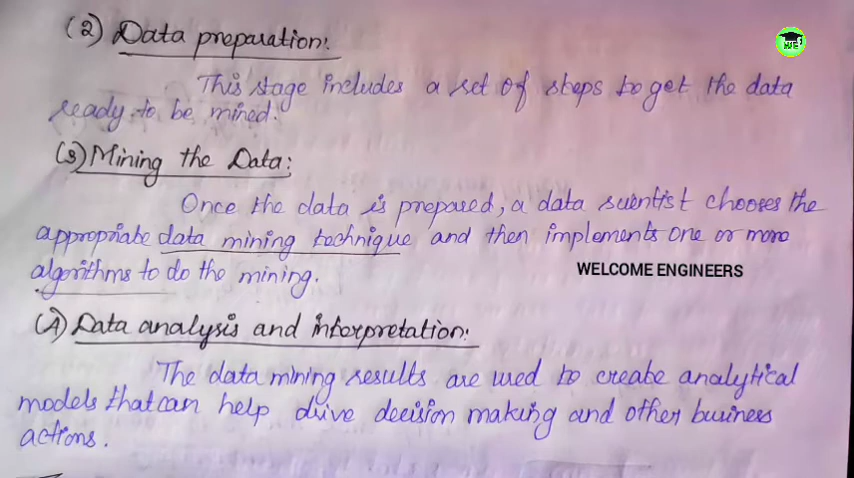 (2) Data preparation:
This stage includes a set of steps to get the data
ready to be mined.
(3) Mining the Data:
Once the data is prepared, a data scientist chooses the
appropriate data mining technique and then implements one or more
algorithms to do the mining.
WELCOME ENGINEERS
(4) Data analysis and interpretation:
The data mining results are used to create analytical
models that can help drive decision making and other business
actions.